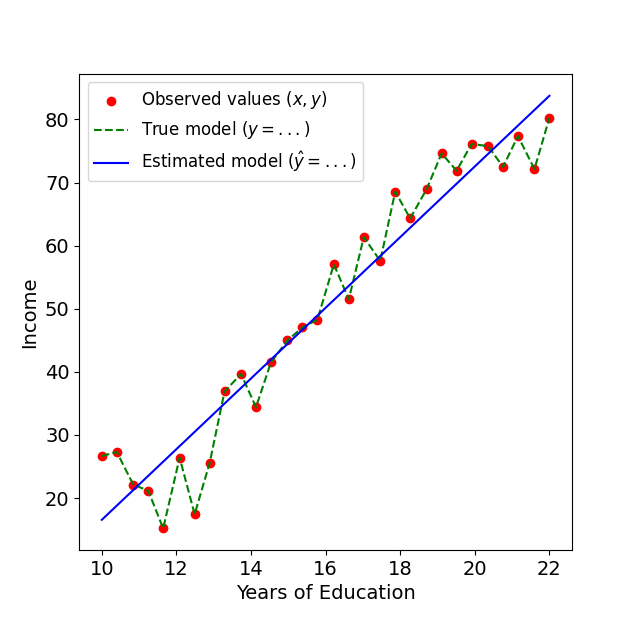 Observed values (x, y)
True model (y = ...)
Estimated model (ŷ = ...)
80
70
60
50
40
30
20
Income
10 12 14 16 18 20 22
Years of Education